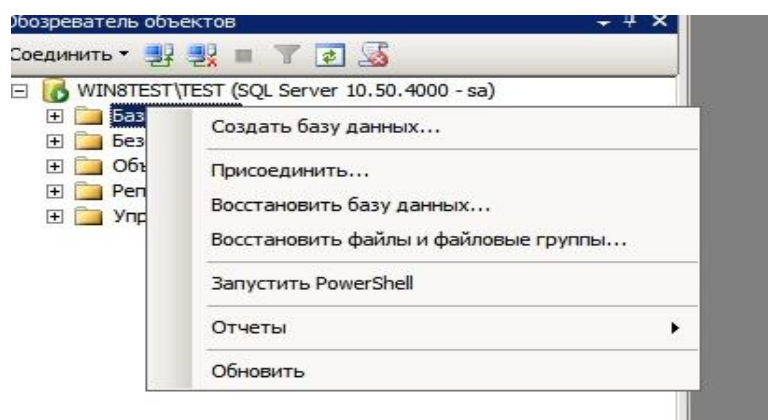 Обозреватель объектов
Соединить
WIN8TEST\TEST (SQL Server 10.50.4000 - sa)
Баз
Без
Объ
Реп
Упр
Создать базу данных...
Присоединить...
Восстановить базу данных...
Восстановить файлы и файловые группы...
Запустить PowerShell
Отчеты
Обновить